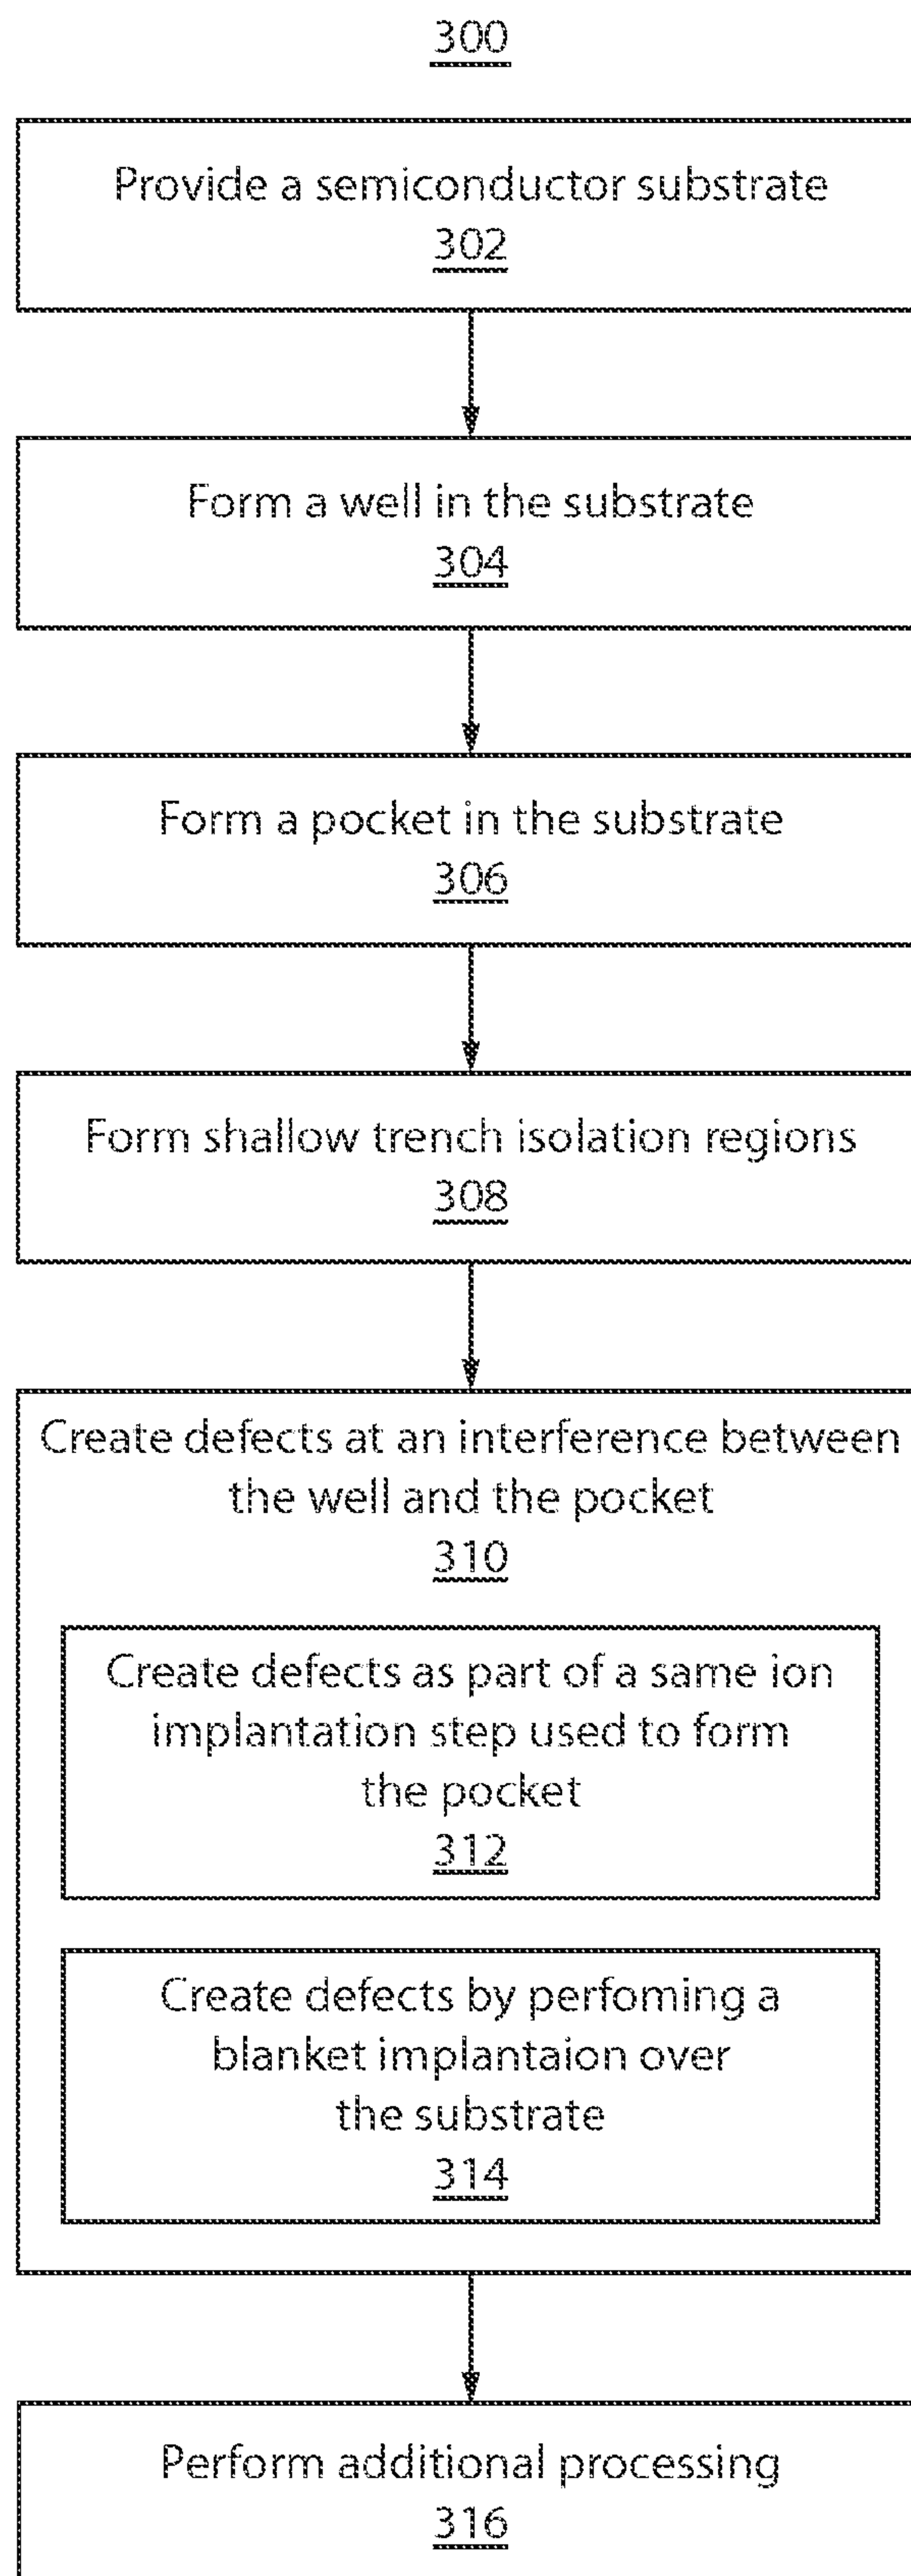 300
Provide a semiconductor substrate
302
Form a well in the substrate
304
Form a pocket in the substrate
306
Form shallow trench isolation regions
308
Create defects at an interference between
the well and the pocket
310
Create defects as part of a same ion
implantation step used to form
the pocket
312
Create defects by perfoming a
blanket implantaion over
the substrate
314
Perform additional processing
316